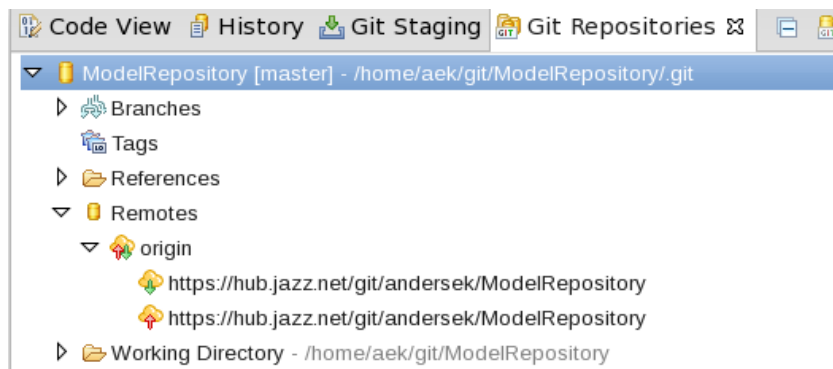 Code View History Git Staging Git Repositories
ModelRepository [master] - /home/aek/git/ModelRepository/.git
Branches
Tags
References
Remotes
origin
https://hub.jazz.net/git/andersek/ModelRepository
https://hub.jazz.net/git/andersek/ModelRepository
Working Directory - /home/aek/git/ModelRepository